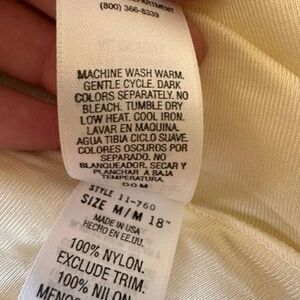 (800) 366-8339
MACHINE WASH WARM.
GENTLE CYCLE. DARK
COLORS SEPARATELY. NO
BLEACH. TUMBLE DRY
LOW HEAT. COOL IRON.
LAVAR EN MAQUINA.
AGUA TIBIA CICLO SUAVE.
COLORES OSCUROS POR
SEPARADO. NO
BLANQUEADOR. SECAR Y
PLANCHAR A BAJA
TEMPERATURA.
STYLE 11-760
SIZE M/M 18"
MADE IN USA
HECHO EN EE.UU.
100% NYLON.
EXCLUDE TRIM.
100% NILON.